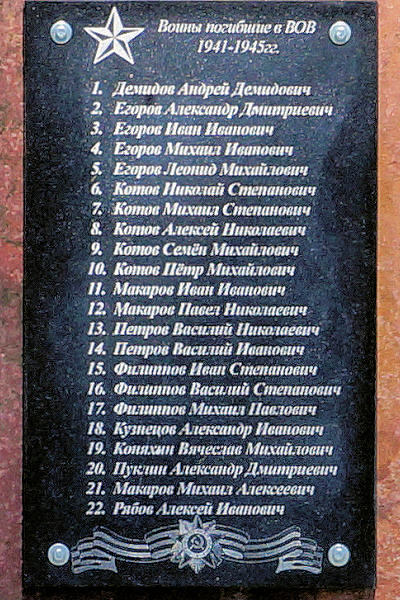 Воины погибшие в ВОВ
1941-1945гг.
1. Демидов Андрей Демидович
2. Егоров Александр Дмитриевич
3. Егоров Иван Иванович
4. Егоров Михаил Иванович
5. Егоров Леонид Михайлович
6. Котов Николай Степанович
7. Котов Михаил Степанович
8. Котов Алексей Николаевич
9. Котов Семён Михайлович
10. Котов Пётр Михайлович
11. Макаров Иван Иванович
12. Макаров Павел Николаевич
13. Петров Василий Николаевич
14. Петров Василий Иванович
15. Филиппов Иван Степанович
16. Филиппов Василий Степанович
17. Филиппов Михаил Павлович
18. Кузнецов Александр Иванович
19. Коняхин Вячеслав Михайлович
20. Пуклин Александр Дмитриевич
21. Макаров Михаил Алексеевич
22. Рябов Алексей Иванович